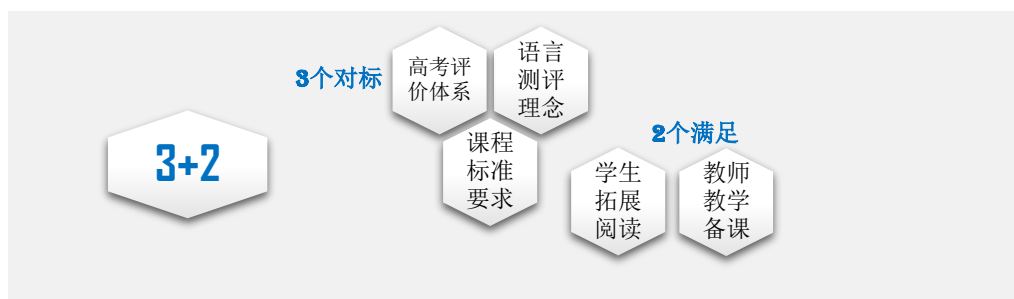 3+2
3个对标
高考评
价体系
语言
测评
理念
课程
标准
要求
2个满足
学生
拓展
阅读
教师
教学
备课